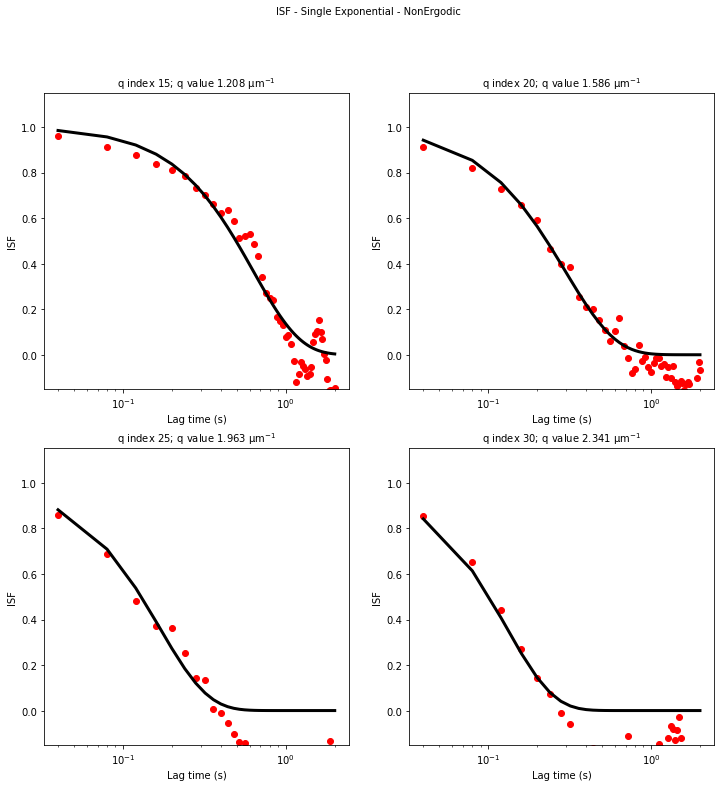 ISF - Single Exponential - NonErgodic
q index 15; q value 1.208 μm⁻¹
q index 20; q value 1.586 μm⁻¹
1.0
0.8
0.6
0.4
0.2
0.0
ISF
10⁻¹
10⁰
Lag time (s)
1.0
0.8
0.6
0.4
0.2
0.0
ISF
10⁻¹
10⁰
Lag time (s)
q index 25; q value 1.963 μm⁻¹
q index 30; q value 2.341 μm⁻¹
1.0
0.8
0.6
0.4
0.2
0.0
ISF
10⁻¹
10⁰
Lag time (s)
1.0
0.8
0.6
0.4
0.2
0.0
ISF
10⁻¹
10⁰
Lag time (s)